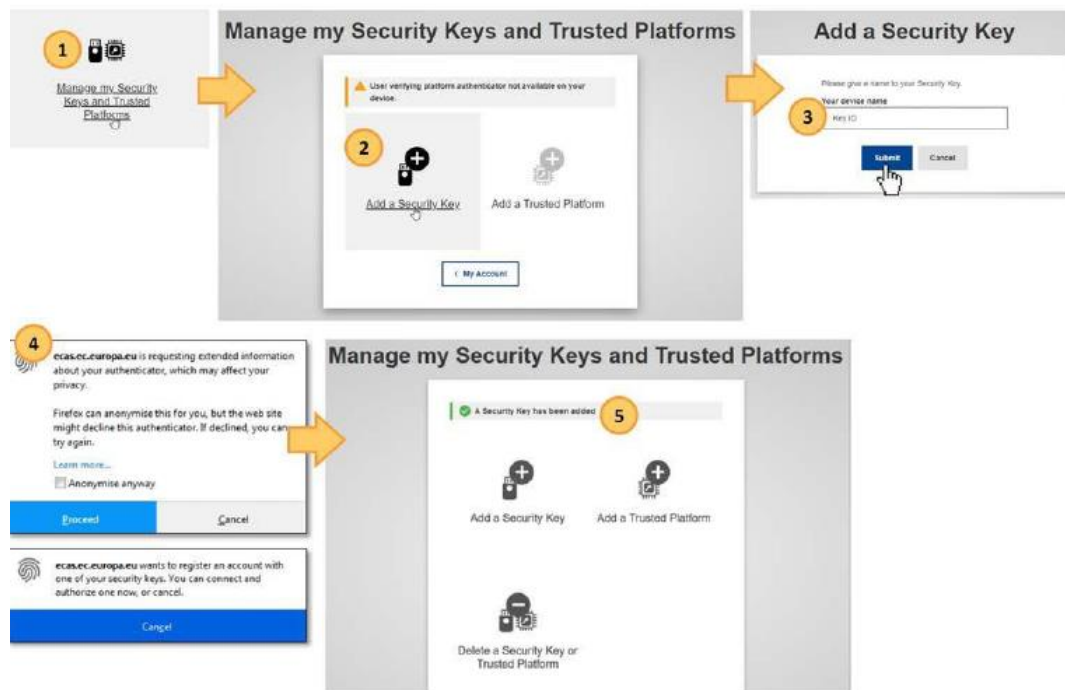 1
Manage my Security
Keys and Trusted
Platforms
Manage my Security Keys and Trusted Platforms
User verifying platform authenticator not available on your
device.
2
Add a Security Key
Add a Trusted Platform
‹ My Account
Add a Security Key
Please give a name to your Security Key.
Your device name
3
Key ID
Submit
Cancel
4
ecas.ec.europa.eu is requesting extended information
about your authenticator, which may affect your
privacy.
Firefox can anonymise this for you, but the web site
might decline this authenticator. If declined, you can
try again.
Learn more...
Anonymise anyway
Proceed
Cancel
ecas.ec.europa.eu wants to register an account with
one of your security keys. You can connect and
authorize one now, or cancel.
Cancel
Manage my Security Keys and Trusted Platforms
A Security Key has been added
5
Add a Security Key
Add a Trusted Platform
Delete a Security Key or
Trusted Platform